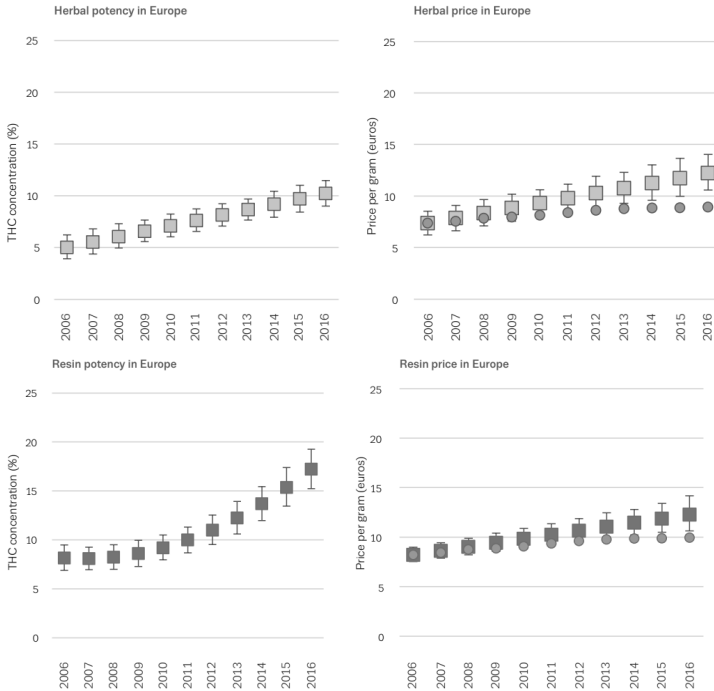 Herbal potency in Europe
THC concentration (%)
25
20
15
10
5
0
2006 2007 2008 2009 2010 2011 2012 2013 2014 2015 2016
Herbal price in Europe
Price per gram (euros)
25
20
15
10
5
0
2006 2007 2008 2009 2010 2011 2012 2013 2014 2015 2016
Resin potency in Europe
THC concentration (%)
25
20
15
10
5
0
2006 2007 2008 2009 2010 2011 2012 2013 2014 2015 2016
Resin price in Europe
Price per gram (euros)
25
20
15
10
5
0
2006 2007 2008 2009 2010 2011 2012 2013 2014 2015 2016